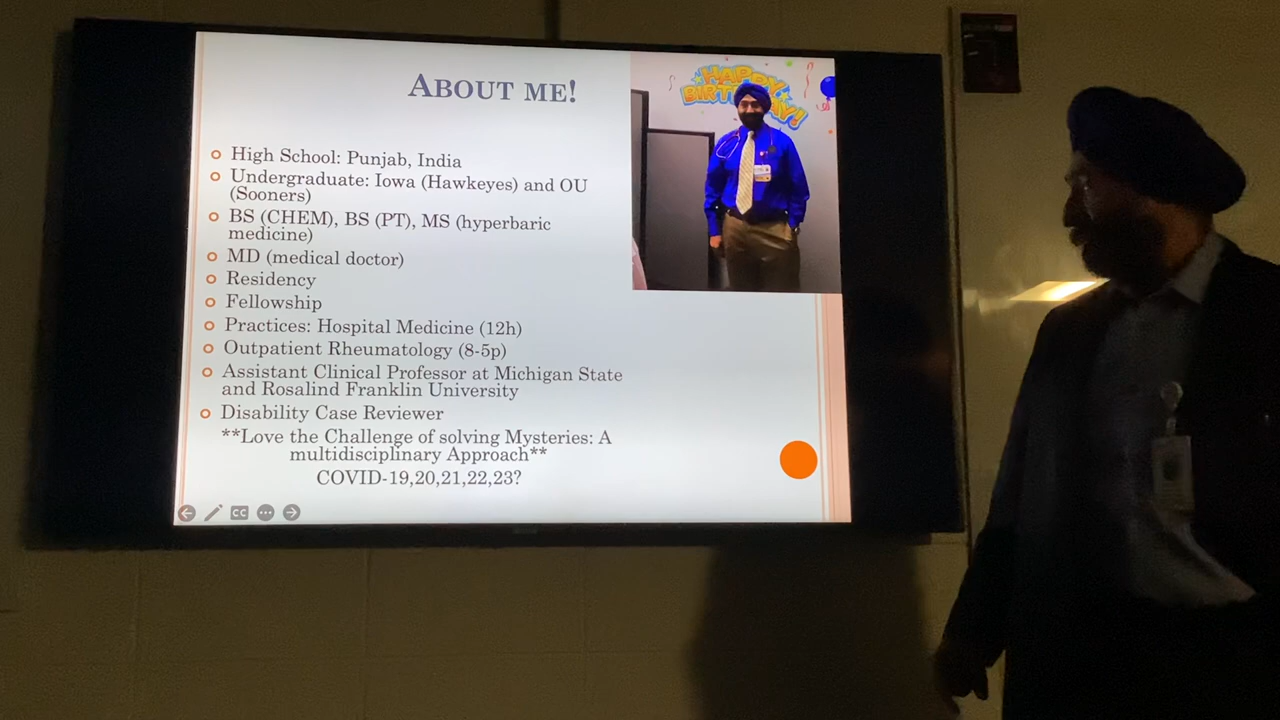 ABOUT ME!
HAPPY
BIRTHDAY!
High School: Punjab, India
Undergraduate: Iowa (Hawkeyes) and OU
(Sooners)
BS (CHEM), BS (PT), MS (hyperbaric
medicine)
MD (medical doctor)
Residency
Fellowship
Practices: Hospital Medicine (12h)
Outpatient Rheumatology (8-5p)
Assistant Clinical Professor at Michigan State
and Rosalind Franklin University
Disability Case Reviewer
**Love the Challenge of solving Mysteries: A
multidisciplinary Approach**
COVID-19,20,21,22,23?
CC